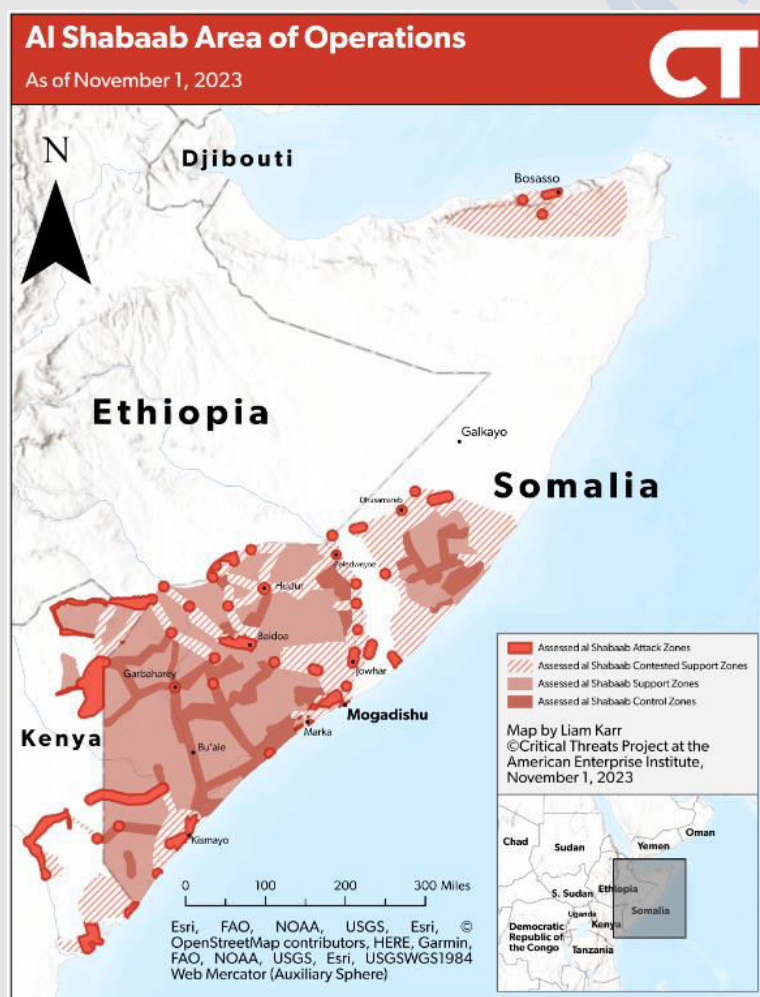 Al Shabaab Area of Operations
As of November 1, 2023
CT
N
Djibouti
Bosasso
Ethiopia
Galkayo
Somalia
Dhusamareb
Beledweyne
Hudur
Baidoa
Garbaharey
Jowhar
Mogadishu
Marka
Kenya
Bu'ale
Kismayo
Assessed al Shabaab Attack Zones
Assessed al Shabaab Contested Support Zones
Assessed al Shabaab Support Zones
Assessed al Shabaab Control Zones
Map by Liam Karr
©Critical Threats Project at the
American Enterprise Institute,
November 1, 2023
0 100 200 300 Miles
Esri, FAO, NOAA, USGS, Esri, ©
OpenStreetMap contributors, HERE, Garmin,
FAO, NOAA, USGS, Esri, USGSWGS1984
Web Mercator (Auxiliary Sphere)
Oman
Chad
Sudan
Yemen
S. Sudan
Ethiopia
Somalia
Uganda
Kenya
Democratic
Republic of
the Congo
Tanzania